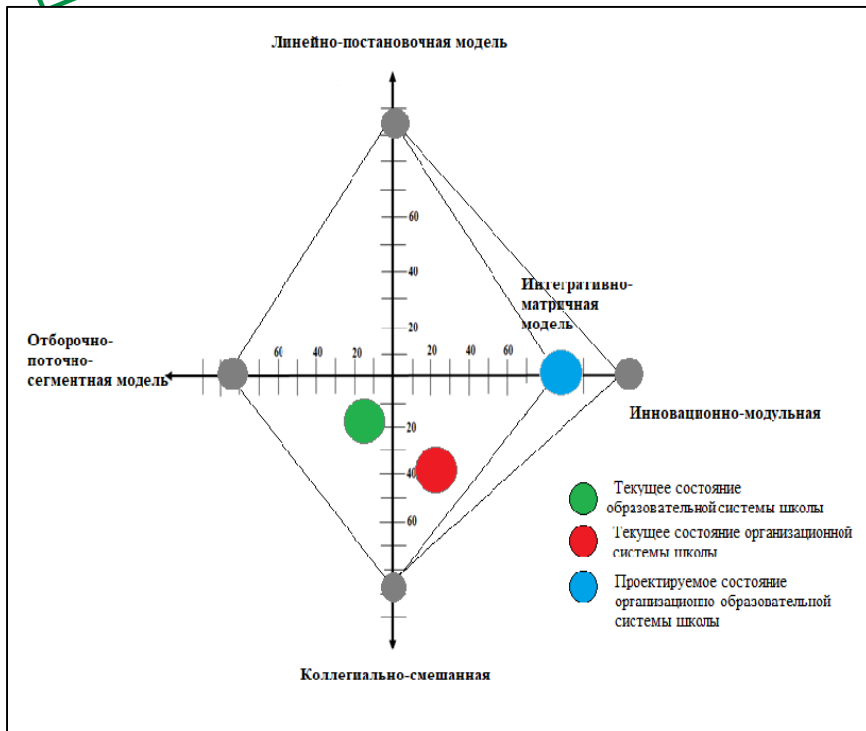 Линейно-постановочная модель
60
40
Интегративно-
матричная
модель
20
Отборочно-
поточно-
сегментная модель
60
40
20
20
60
Инновационно-модульная
20
40
60
Текущее состояние
образовательной системы школы
Текущее состояние организационной
системы школы
Проектируемое состояние
организацию образовательной
системы школы
Коллегиально-смешанная